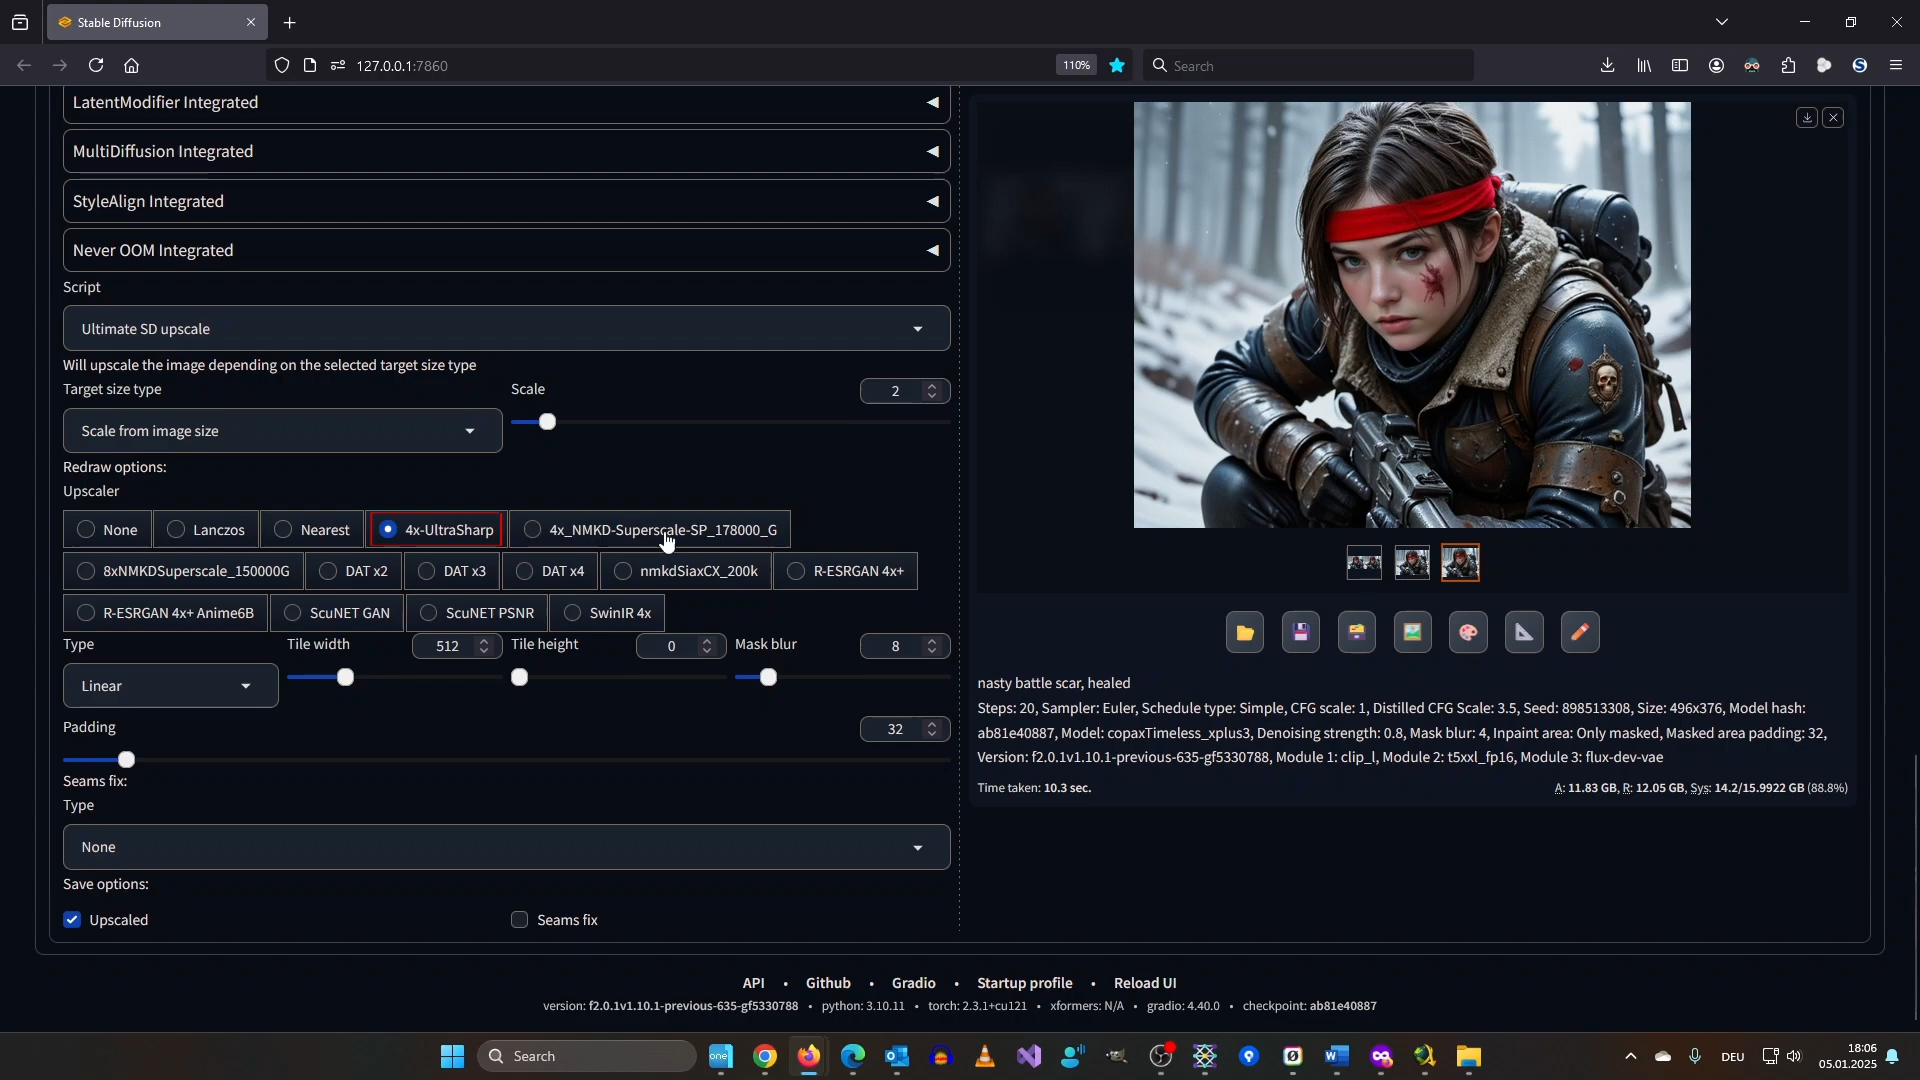 Stable Diffusion
127.0.0.1:7860
110%
Search
LatentModifier Integrated
MultiDiffusion Integrated
StyleAlign Integrated
Never OOM Integrated
Script
Ultimate SD upscale
Will upscale the image depending on the selected target size type
Target size type
Scale
2
Scale from image size
Redraw options:
Upscaler
None
Lanczos
Nearest
4x-UltraSharp
4x_NMKD-Superscale-SP_178000_G
8xNMKDSuperscale_150000G
DAT x2
DAT x3
DAT x4
nmkdSiaxCX_200k
R-ESRGAN 4x+
R-ESRGAN 4x+ Anime6B
ScuNET GAN
ScuNET PSNR
SwinIR 4x
Type
Tile width
512
Tile height
0
Mask blur
8
Linear
Padding
32
Seams fix:
Type
None
Save options:
Upscaled
Seams fix
nasty battle scar, healed
Steps: 20, Sampler: Euler, Schedule type: Simple, CFG scale: 1, Distilled CFG Scale: 3.5, Seed: 898513308, Size: 496x376, Model hash:
ab81e40887, Model: copaxTimeless_xplus3, Denoising strength: 0.8, Mask blur: 4, Inpaint area: Only masked, Masked area padding: 32,
Version: f2.0.1v1.10.1-previous-635-gf5330788, Module 1: clip_l, Module 2: t5xxl_fp16, Module 3: flux-dev-vae
Time taken: 10.3 sec.
A: 11.83 GB, R: 12.05 GB, Sys: 14.2/15.9922 GB (88.8%)
API • Github • Gradio • Startup profile • Reload UI
version: f2.0.1v1.10.1-previous-635-gf5330788 • python: 3.10.11 • torch: 2.3.1+cu121 • xformers: N/A • gradio: 4.40.0 • checkpoint: ab81e40887
Search
one
DEU
18:06
05.01.2025